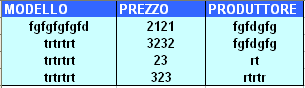 MODELLO PREZZO PRODUTTORE
fgfgfgfgfd 2121 fgfdgfg
trtrtrt 3232 fgfdgfg
trtrtrt 23 rt
trtrtrt 323 rtrtr